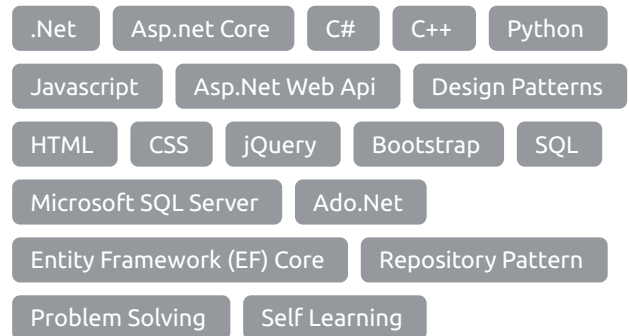 .Net Asp.net Core C# C++ Python
Javascript Asp.Net Web Api Design Patterns
HTML CSS jQuery Bootstrap SQL
Microsoft SQL Server Ado.Net
Entity Framework (EF) Core Repository Pattern
Problem Solving Self Learning